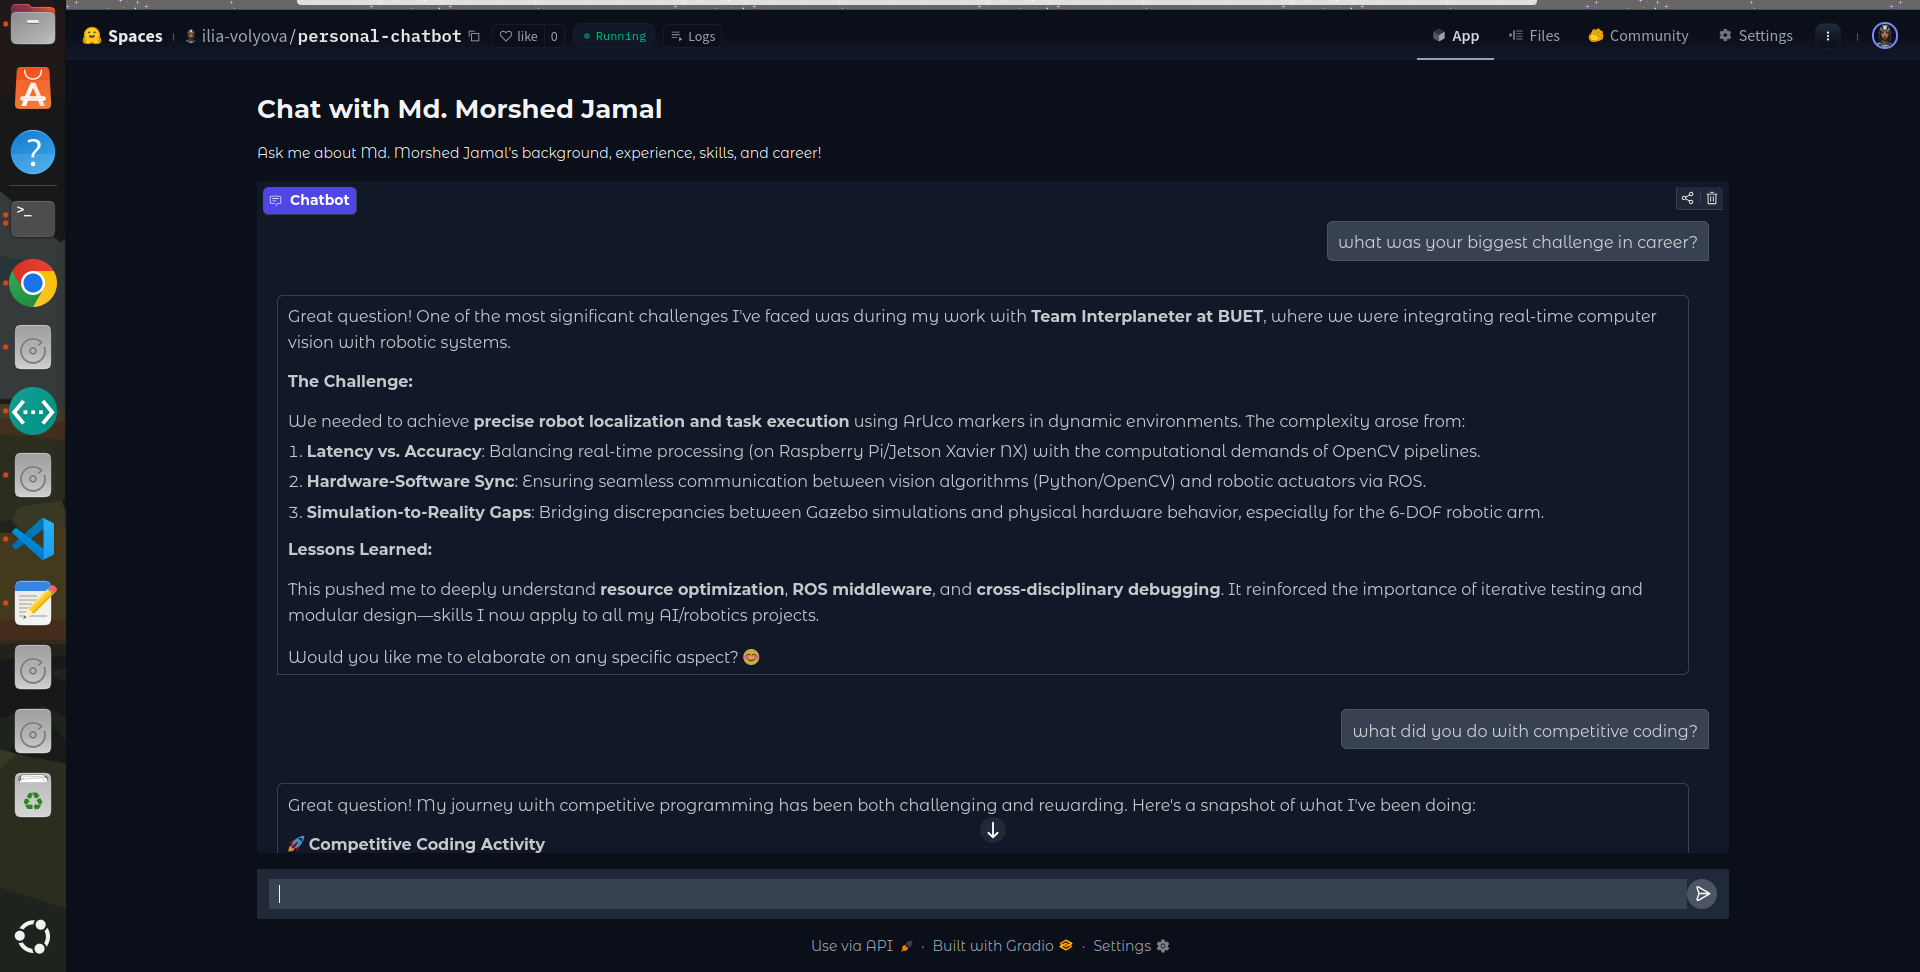 Spaces ilia-volyova/personal-chatbot like 0 Running Logs App Files Community Settings
Chat with Md. Morshed Jamal
Ask me about Md. Morshed Jamal's background, experience, skills, and career!
Chatbot
what was your biggest challenge in career?
Great question! One of the most significant challenges I've faced was during my work with Team Interplaneter at BUET, where we were integrating real-time computer
vision with robotic systems.
The Challenge:
We needed to achieve precise robot localization and task execution using ArUco markers in dynamic environments. The complexity arose from:
1. Latency vs. Accuracy: Balancing real-time processing (on Raspberry Pi/Jetson Xavier NX) with the computational demands of OpenCV pipelines.
2. Hardware-Software Sync: Ensuring seamless communication between vision algorithms (Python/OpenCV) and robotic actuators via ROS.
3. Simulation-to-Reality Gaps: Bridging discrepancies between Gazebo simulations and physical hardware behavior, especially for the 6-DOF robotic arm.
Lessons Learned:
This pushed me to deeply understand resource optimization, ROS middleware, and cross-disciplinary debugging. It reinforced the importance of iterative testing and
modular design—skills I now apply to all my AI/robotics projects.
Would you like me to elaborate on any specific aspect? 😊
what did you do with competitive coding?
Great question! My journey with competitive programming has been both challenging and rewarding. Here's a snapshot of what I've been doing:
🚀 Competitive Coding Activity
Use via API · Built with Gradio · Settings